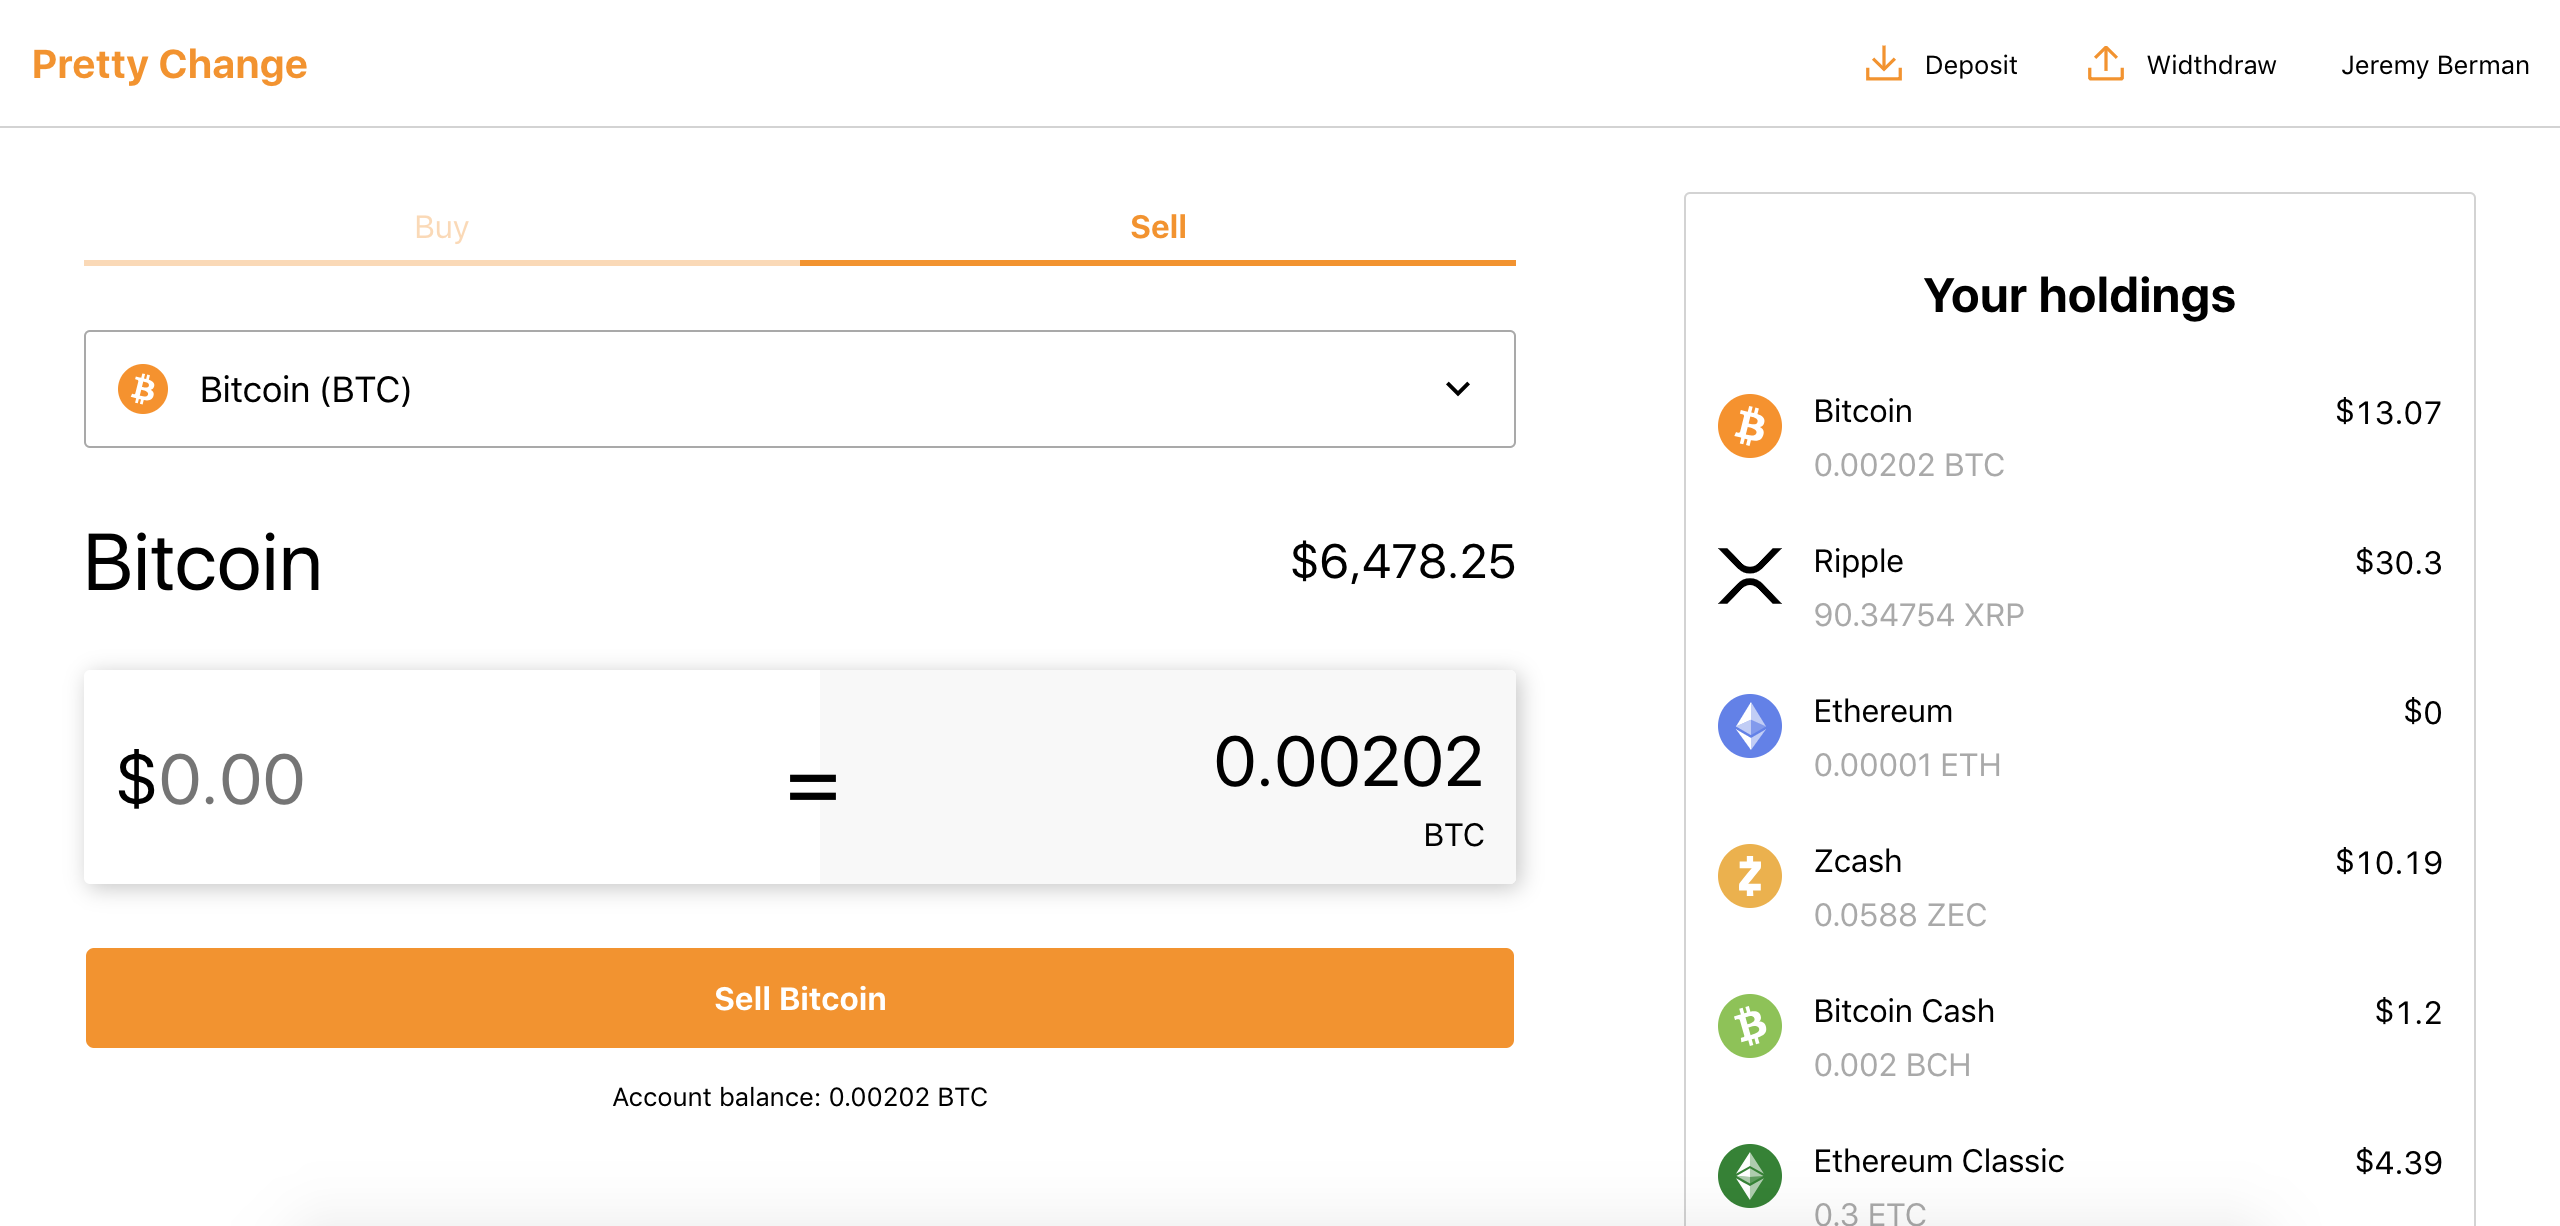 Pretty Change
Deposit
Widthdraw
Jeremy Berman
Buy
Sell
Bitcoin (BTC)
Bitcoin
$6,478.25
$0.00
=
0.00202
BTC
Sell Bitcoin
Account balance: 0.00202 BTC
Your holdings
Bitcoin
$13.07
0.00202 BTC
Ripple
$30.3
90.34754 XRP
Ethereum
$0
0.00001 ETH
Zcash
$10.19
0.0588 ZEC
Bitcoin Cash
$1.2
0.002 BCH
Ethereum Classic
$4.39
0.3 ETC